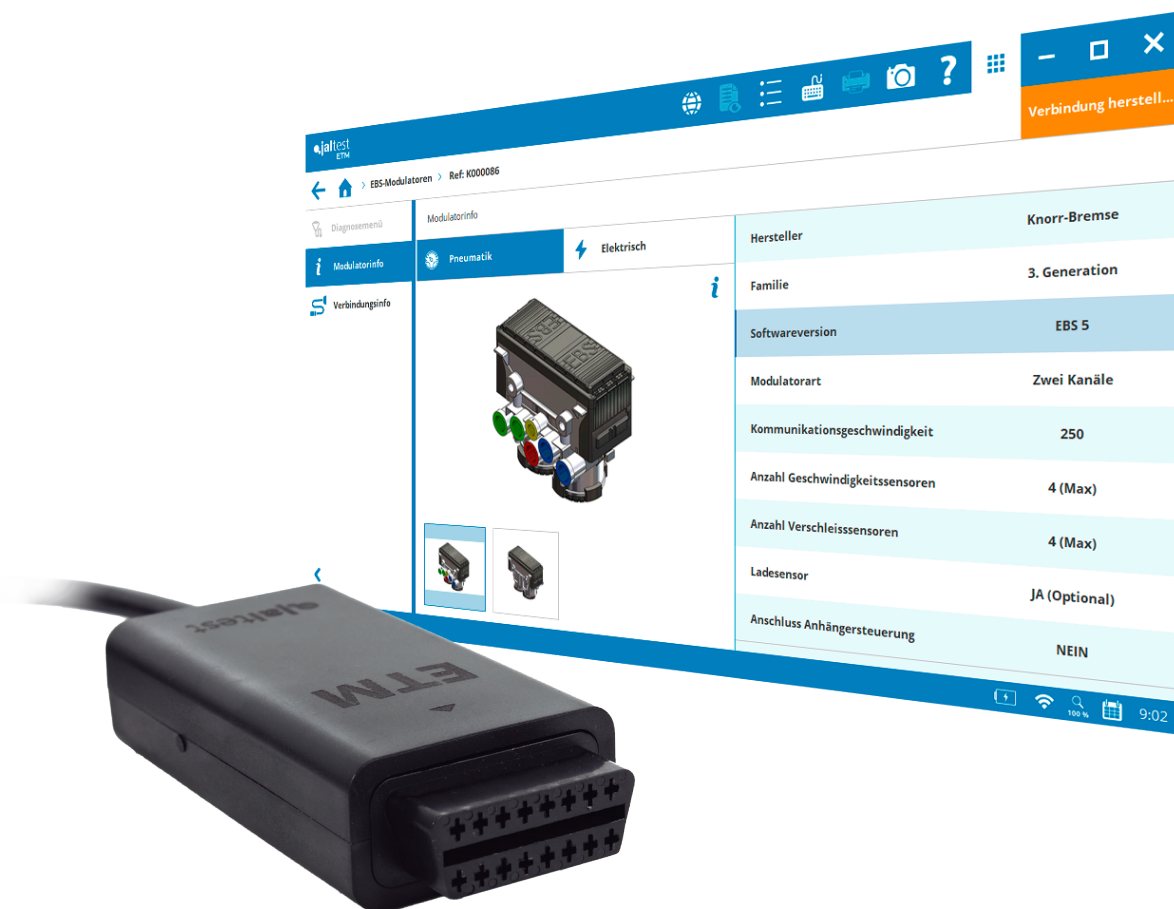 jaltest
ETM
?
Verbindung herstell...
EBS-Modulatoren > Ref: K000086
Diagnosemenü
Modulatorinfo
Verbindungsinfo
Modulatorinfo
Pneumatik
Elektrisch
i
EBS
EBS
Hersteller Knorr-Bremse
Familie 3. Generation
Softwareversion EBS 5
Modulatorart Zwei Kanäle
Kommunikationsgeschwindigkeit 250
Anzahl Geschwindigkeitssensoren 4 (Max)
Anzahl Verschleisssensoren 4 (Max)
Ladesensor JA (Optional)
Anschluss Anhängersteuerung NEIN
100 %
9:02
jaltest
ETM